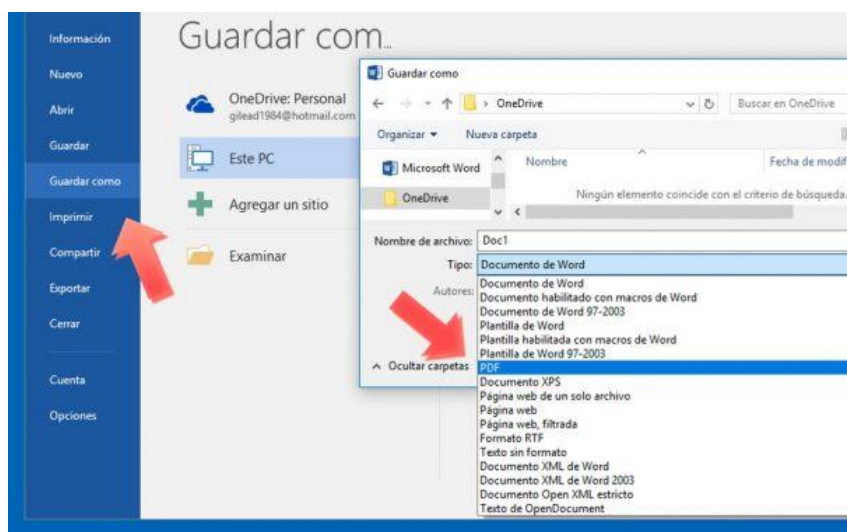 Información
Nuevo
Abrir
Guardar
Guardar como
Imprimir
Compartir
Exportar
Cerrar
Cuenta
Opciones
Guardar com...
OneDrive: Personal
gilead1984@hotmail.com
Este PC
Agregar un sitio
Examinar
Guardar como
OneDrive
Buscar en OneDrive
Organizar
Nueva carpeta
Microsoft Word
OneDrive
Nombre
Fecha de modif
Ningún elemento coincide con el criterio de búsqueda.
Nombre de archivo: Doc1
Tipo: Documento de Word
Autores:
Documento de Word
Documento habilitado con macros de Word
Documento de Word 97-2003
Plantilla de Word
Plantilla habilitada con macros de Word
Plantilla de Word 97-2003
PDF
Documento XPS
Página web de un solo archivo
Página web
Página web, filtrada
Formato RTF
Texto sin formato
Documento XML de Word
Documento XML de Word 2003
Documento Open XML estricto
Texto de OpenDocument
Ocultar carpetas